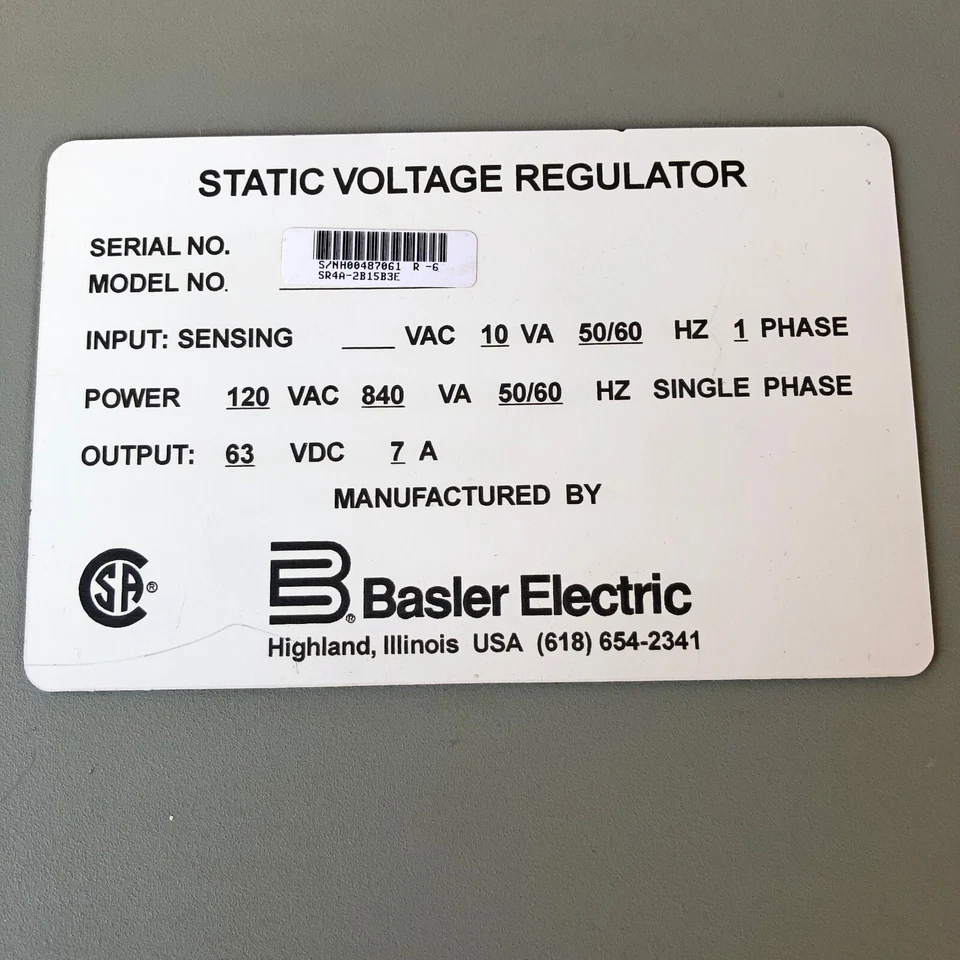 STATIC VOLTAGE REGULATOR
SERIAL NO. S/NH00487061 R -6
MODEL NO. SR4A-2B15B3E
INPUT: SENSING ____ VAC 10 VA 50/60 HZ 1 PHASE
POWER 120 VAC 840 VA 50/60 HZ SINGLE PHASE
OUTPUT: 63 VDC 7 A
MANUFACTURED BY
SA ®
B® Basler Electric
Highland, Illinois USA (618) 654-2341